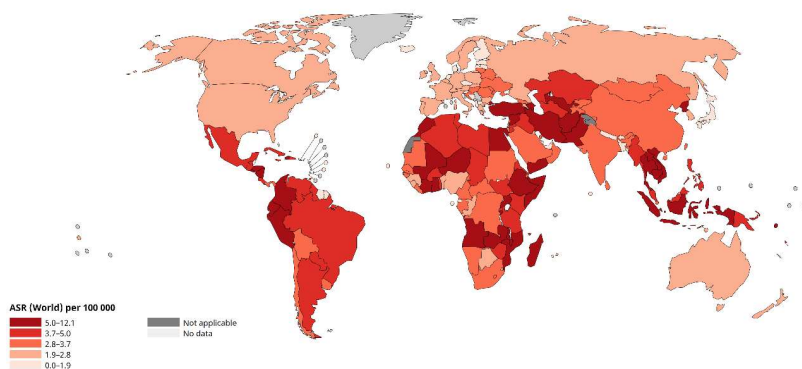 ASR (World) per 100 000
5.0–12.1
3.7–5.0
2.8–3.7
1.9–2.8
0.0–1.9
Not applicable
No data